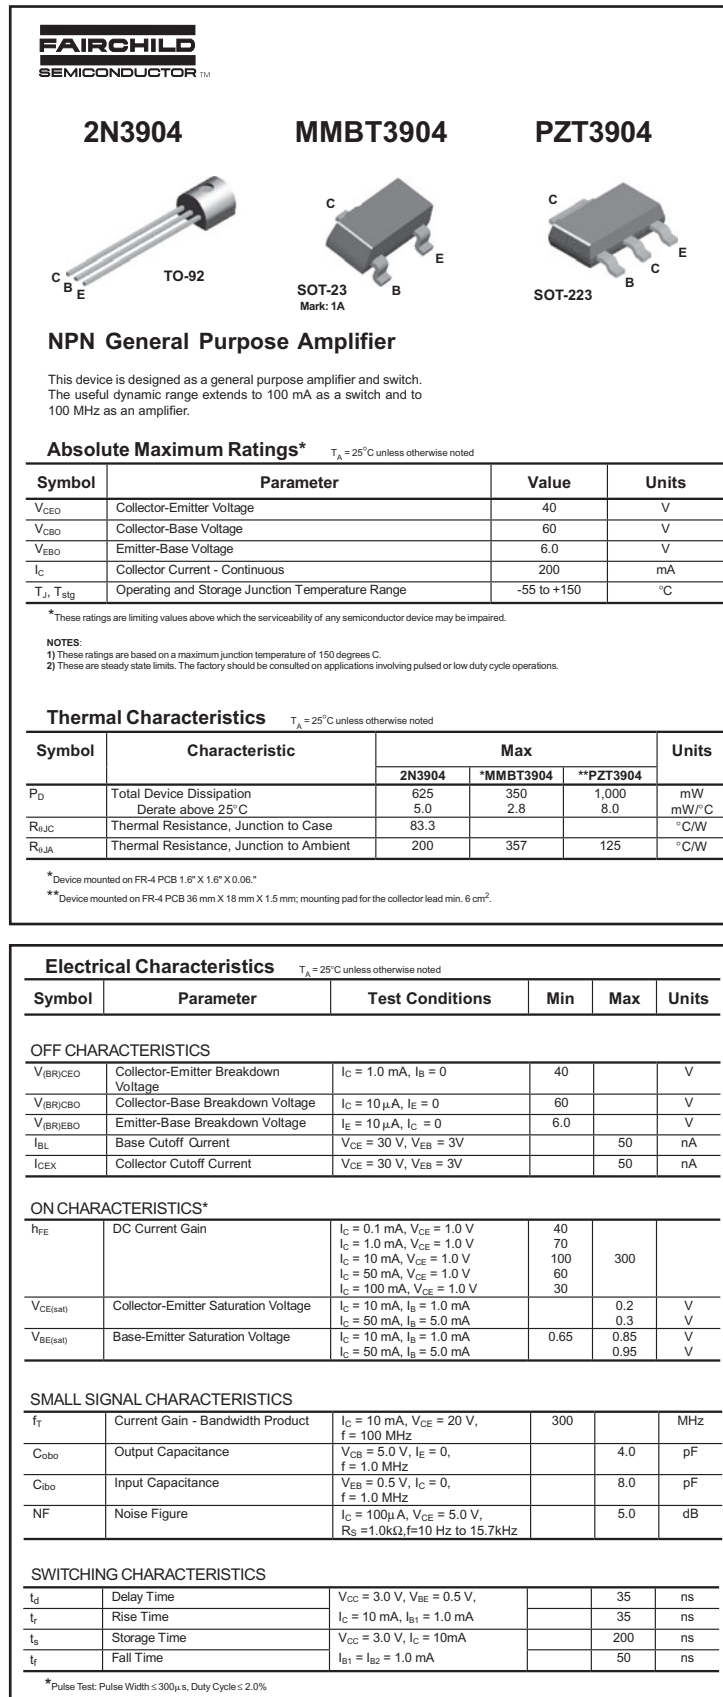 FAIRCHILD
SEMICONDUCTOR TM
2N3904 MMBT3904 PZT3904
C
B
E
TO-92
C
E
B
SOT-23
Mark: 1A
C
E
C
B
SOT-223
NPN General Purpose Amplifier
This device is designed as a general purpose amplifier and switch.
The useful dynamic range extends to 100 mA as a switch and to
100 MHz as an amplifier.
Absolute Maximum Ratings* TA = 25°C unless otherwise noted
Symbol Parameter Value Units
VCEO Collector-Emitter Voltage 40 V
VCBO Collector-Base Voltage 60 V
VEBO Emitter-Base Voltage 6.0 V
IC Collector Current - Continuous 200 mA
TJ, Tstg Operating and Storage Junction Temperature Range -55 to +150 °C
*These ratings are limiting values above which the serviceability of any semiconductor device may be impaired.
NOTES:
1) These ratings are based on a maximum junction temperature of 150 degrees C.
2) These are steady state limits. The factory should be consulted on applications involving pulsed or low duty cycle operations.
Thermal Characteristics TA = 25°C unless otherwise noted
Symbol Characteristic Max Units
2N3904 *MMBT3904 **PZT3904
PD Total Device Dissipation 625 350 1,000 mW
Derate above 25°C 5.0 2.8 8.0 mW/°C
RθJC Thermal Resistance, Junction to Case 83.3 °C/W
RθJA Thermal Resistance, Junction to Ambient 200 357 125 °C/W
*Device mounted on FR-4 PCB 1.6" X 1.6" X 0.06."
**Device mounted on FR-4 PCB 36 mm X 18 mm X 1.5 mm; mounting pad for the collector lead min. 6 cm².
Electrical Characteristics TA = 25°C unless otherwise noted
Symbol Parameter Test Conditions Min Max Units
OFF CHARACTERISTICS
V(BR)CEO Collector-Emitter Breakdown IC = 1.0 mA, IB = 0 40 V
Voltage
V(BR)CBO Collector-Base Breakdown Voltage IC = 10 µA, IE = 0 60 V
V(BR)EBO Emitter-Base Breakdown Voltage IE = 10 µA, IC = 0 6.0 V
IBL Base Cutoff Current VCE = 30 V, VEB = 3V 50 nA
ICEX Collector Cutoff Current VCE = 30 V, VEB = 3V 50 nA
ON CHARACTERISTICS*
hFE DC Current Gain IC = 0.1 mA, VCE = 1.0 V 40
IC = 1.0 mA, VCE = 1.0 V 70
IC = 10 mA, VCE = 1.0 V 100 300
IC = 50 mA, VCE = 1.0 V 60
IC = 100 mA, VCE = 1.0 V 30
VCE(sat) Collector-Emitter Saturation Voltage IC = 10 mA, IB = 1.0 mA 0.2 V
IC = 50 mA, IB = 5.0 mA 0.3 V
VBE(sat) Base-Emitter Saturation Voltage IC = 10 mA, IB = 1.0 mA 0.65 0.85 V
IC = 50 mA, IB = 5.0 mA 0.95 V
SMALL SIGNAL CHARACTERISTICS
fT Current Gain - Bandwidth Product IC = 10 mA, VCE = 20 V, 300 MHz
f = 100 MHz
Cobo Output Capacitance VCB = 5.0 V, IE = 0, 4.0 pF
f = 1.0 MHz
Cibo Input Capacitance VEB = 0.5 V, IC = 0, 8.0 pF
f = 1.0 MHz
NF Noise Figure IC = 100µA, VCE = 5.0 V, 5.0 dB
RS =1.0kΩ,f=10 Hz to 15.7kHz
SWITCHING CHARACTERISTICS
td Delay Time VCC = 3.0 V, VBE = 0.5 V, 35 ns
tr Rise Time IC = 10 mA, IB1 = 1.0 mA 35 ns
ts Storage Time VCC = 3.0 V, IC = 10mA 200 ns
tf Fall Time IB1 = IB2 = 1.0 mA 50 ns
*Pulse Test: Pulse Width ≤ 300µs, Duty Cycle ≤ 2.0%